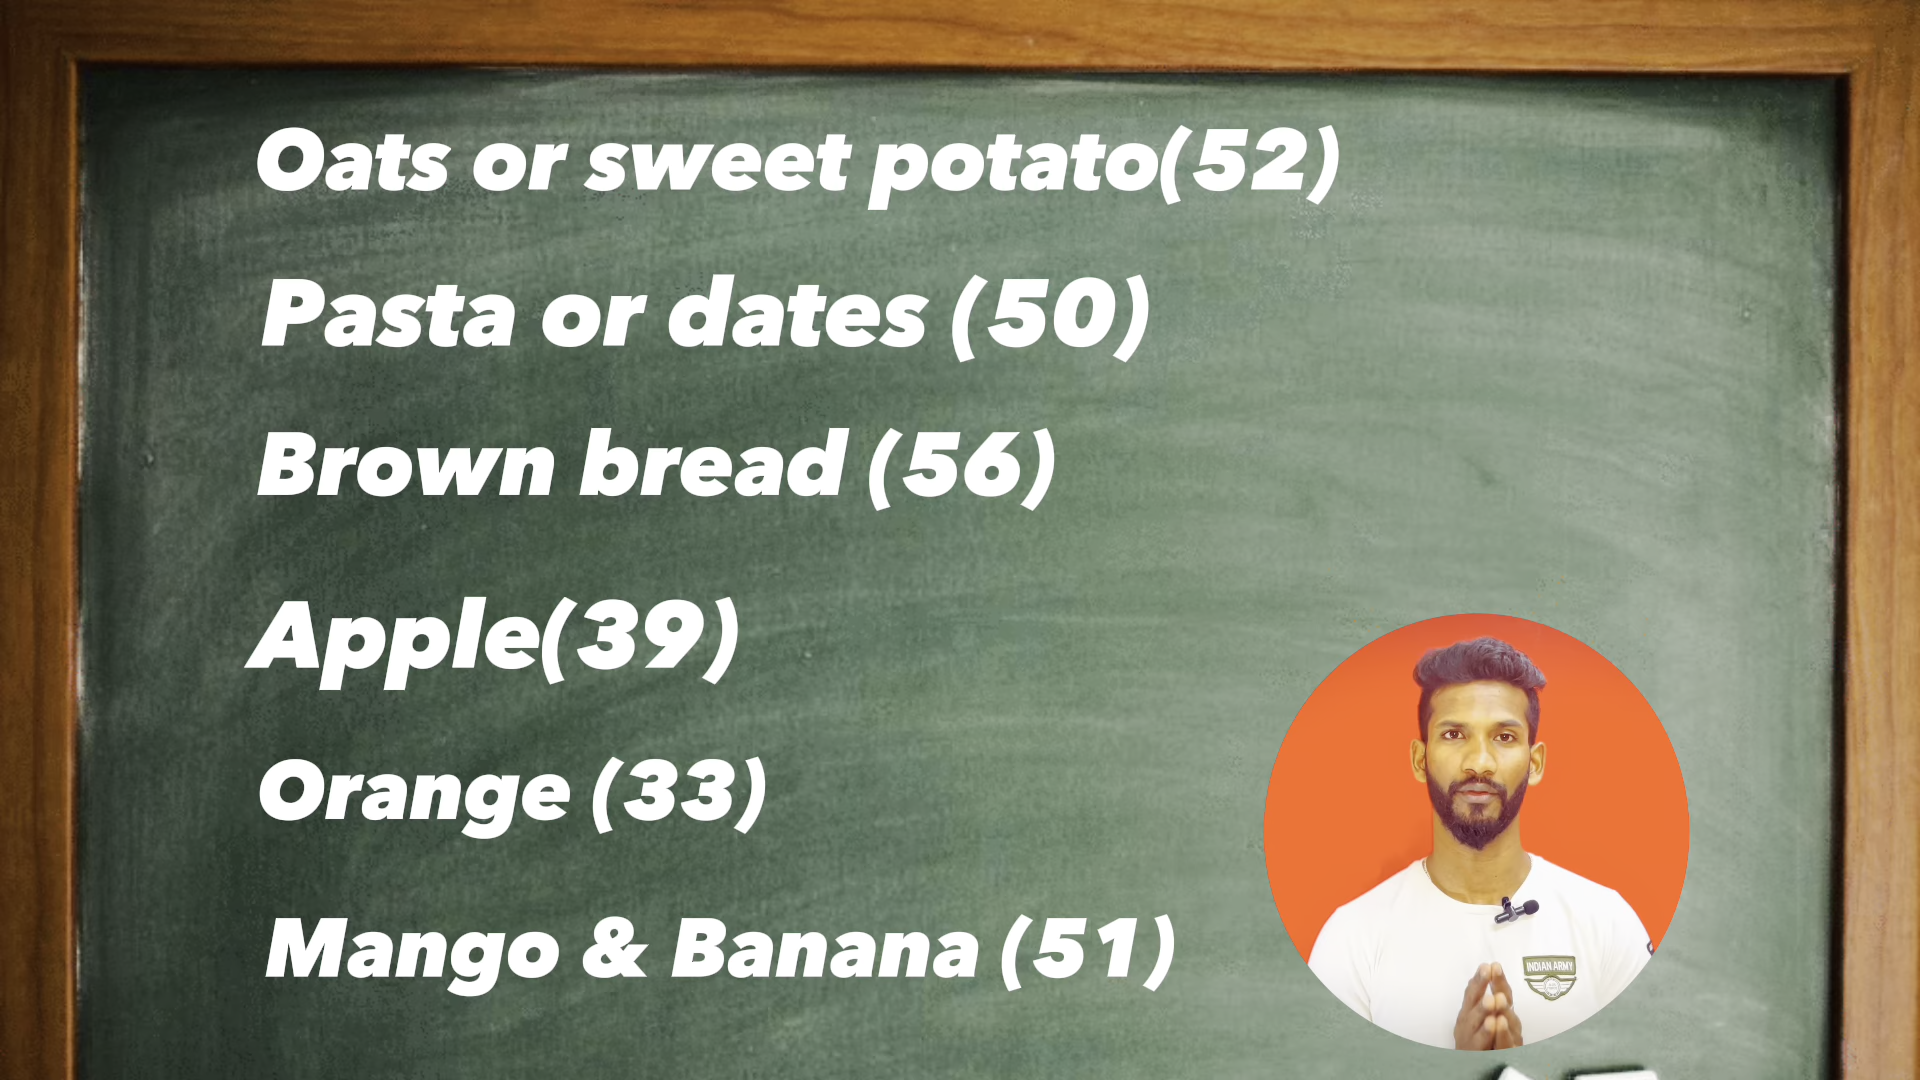 Oats or sweet potato(52)
Pasta or dates (50)
Brown bread (56)
Apple(39)
Orange (33)
Mango & Banana (51)
INDIAN ARMY